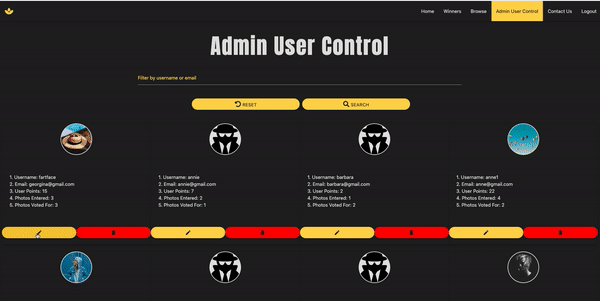 Home Winners Browse Admin User Control Contact Us Logout
Admin User Control
Filter by username or email
RESET SEARCH
1. Username: fartface
2. Email: georgina@gmail.com
3. User Points: 15
4. Photos Entered: 3
5. Photos Voted For: 3
1. Username: annie
2. Email: annie@gmail.com
3. User Points: 7
4. Photos Entered: 2
5. Photos Voted For: 1
1. Username: barbara
2. Email: barbara@gmail.com
3. User Points: 2
4. Photos Entered: 1
5. Photos Voted For: 2
1. Username: anne1
2. Email: anne@gmail.com
3. User Points: 22
4. Photos Entered: 4
5. Photos Voted For: 2